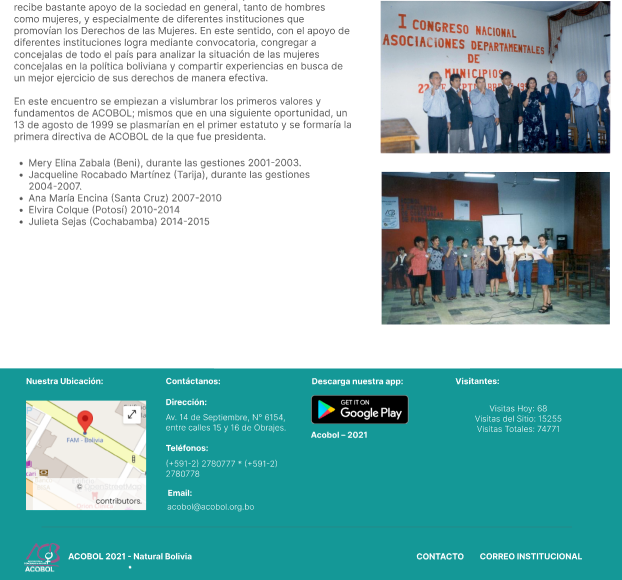 recibe bastante apoyo de la sociedad en general, tanto de hombres
como mujeres, y especialmente de diferentes instituciones que
promovían los Derechos de las Mujeres. En este sentido, con el apoyo de
diferentes instituciones logra mediante convocatoria, congregar a
concejalas de todo el país para analizar la situación de las mujeres
concejalas en la política boliviana y compartir experiencias en busca de
un mejor ejercicio de sus derechos de manera efectiva.
En este encuentro se empiezan a vislumbrar los primeros valores y
fundamentos de ACOBOL; mismos que en una siguiente oportunidad, un
13 de agosto de 1999 se plasmarían en el primer estatuto y se formaría la
primera directiva de ACOBOL de la que fue presidenta.
• Mery Elina Zabala (Beni), durante las gestiones 2001-2003.
• Jacqueline Rocabado Martínez (Tarija), durante las gestiones
2004-2007.
• Ana María Encina (Santa Cruz) 2007-2010
• Elvira Colque (Potosí) 2010-2014
• Julieta Sejas (Cochabamba) 2014-2015
I CONGRESO NACIONAL
ASOCIACIONES DEPARTAMENTALES
DE
MUNICIPIOS
Nuestra Ubicación:
FAM - Bolivia
© OpenStreetMap
contributors.
Contáctanos:
Dirección:
Av. 14 de Septiembre, N° 6154,
entre calles 15 y 16 de Obrajes.
Teléfonos:
(+591-2) 2780777 * (+591-2)
2780778
Email:
acobol@acobol.org.bo
Descarga nuestra app:
GET IT ON
Google Play
Acobol – 2021
Visitantes:
Visitas Hoy: 68
Visitas del Sitio: 15255
Visitas Totales: 74771
ACOBOL
ACOBOL 2021 - Natural Bolivia
*
CONTACTO
CORREO INSTITUCIONAL